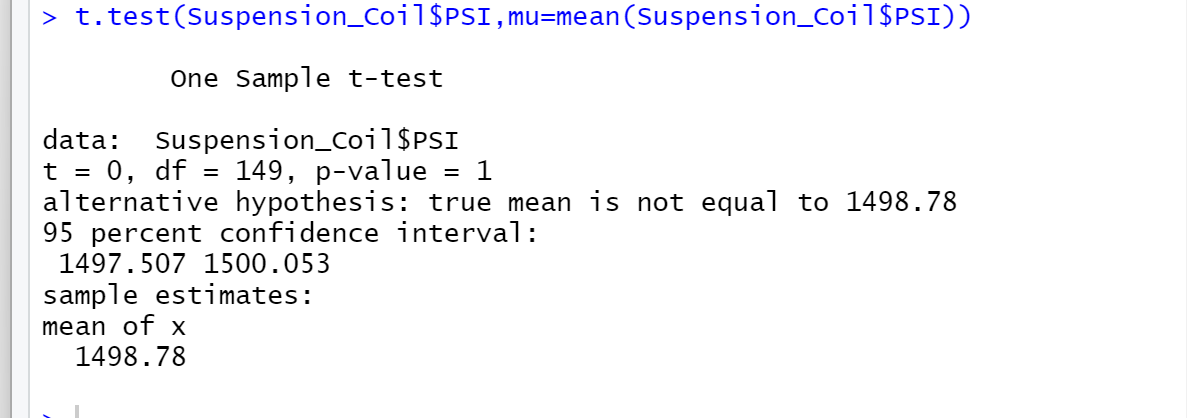 > t.test(Suspension_Coil$PSI,mu=mean(Suspension_Coil$PSI))
One Sample t-test
data:  Suspension_Coil$PSI
t = 0, df = 149, p-value = 1
alternative hypothesis: true mean is not equal to 1498.78
95 percent confidence interval:
1497.507 1500.053
sample estimates:
mean of x
1498.78
>